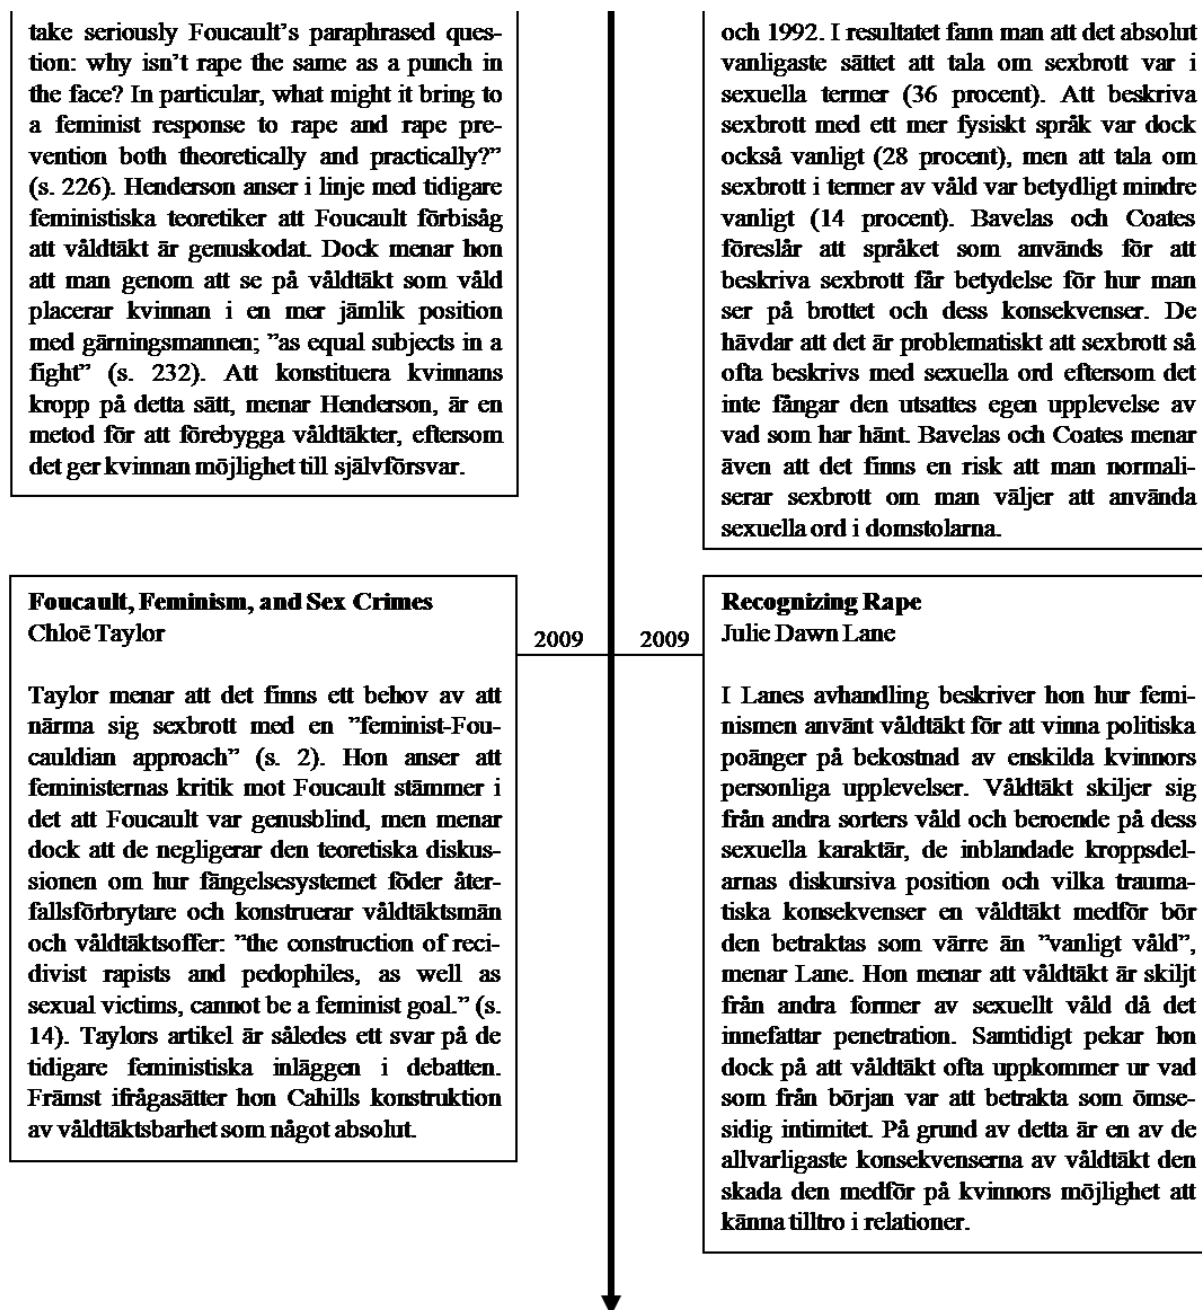 take seriously Foucault's paraphrased ques-
tion: why isn't rape the same as a punch in
the face? In particular, what might it bring to
a feminist response to rape and rape pre-
vention both theoretically and practically?”
(s. 226). Henderson anser i linje med tidigare
feministiska teoretiker att Foucault förbisåg
att våldtäkt är genuskodat. Dock menar hon
att man genom att se på våldtäkt som våld
placerar kvinnan i en mer jämlik position
med gärningsmannen; ”as equal subjects in a
fight” (s. 232). Att konstituera kvinnans
kropp på detta sätt, menar Henderson, är en
metod för att förebygga våldtäkter, eftersom
det ger kvinnan möjlighet till självförsvar.
och 1992. I resultatet fann man att det absolut
vanligaste sättet att tala om sexbrott var i
sexuella termer (36 procent). Att beskriva
sexbrott med ett mer fysiskt språk var dock
också vanligt (28 procent), men att tala om
sexbrott i termer av våld var betydligt mindre
vanligt (14 procent). Bavelas och Coates
föreslår att språket som används för att
beskriva sexbrott får betydelse för hur man
ser på brottet och dess konsekvenser. De
hävdar att det är problematiskt att sexbrott så
ofta beskrivs med sexuella ord eftersom det
inte fångar den utsattes egen upplevelse av
vad som har hänt. Bavelas och Coates menar
även att det finns en risk att man normali-
serar sexbrott om man väljer att använda
sexuella ord i domstolarna.
Foucault, Feminism, and Sex Crimes
Chloë Taylor
2009
Taylor menar att det finns ett behov av att
närma sig sexbrott med en ”feminist-Fou-
cauldian approach” (s. 2). Hon anser att
feministernas kritik mot Foucault stämmer i
det att Foucault var genusblind, men menar
dock att de negligerar den teoretiska diskus-
sionen om hur fängelsesystemet föder åter-
fallsförbrytare och konstruerar våldtäktsmän
och våldtäktsoffer: ”the construction of reci-
divist rapists and pedophiles, as well as
sexual victims, cannot be a feminist goal.” (s.
14). Taylors artikel är således ett svar på de
tidigare feministiska inläggen i debatten.
Främst ifrågasätter hon Cahills konstruktion
av våldtäktsbarhet som något absolut.
2009
Recognizing Rape
Julie Dawn Lane
I Lanes avhandling beskriver hon hur femi-
nismen använt våldtäkt för att vinna politiska
poänger på bekostnad av enskilda kvinnors
personliga upplevelser. Våldtäkt skiljer sig
från andra sorters våld och beroende på dess
sexuella karaktär, de inblandade kroppsdel-
arnas diskursiva position och vilka trauma-
tiska konsekvenser en våldtäkt medför bör
den betraktas som värre än ”vanligt våld”,
menar Lane. Hon menar att våldtäkt är skiljt
från andra former av sexuellt våld då det
innefattar penetration. Samtidigt pekar hon
dock på att våldtäkt ofta uppkommer ur vad
som från början var att betrakta som ömse-
sidig intimitet. På grund av detta är en av de
allvarligaste konsekvenserna av våldtäkt den
skada den medför på kvinnors möjlighet att
känna tilltro i relationer.